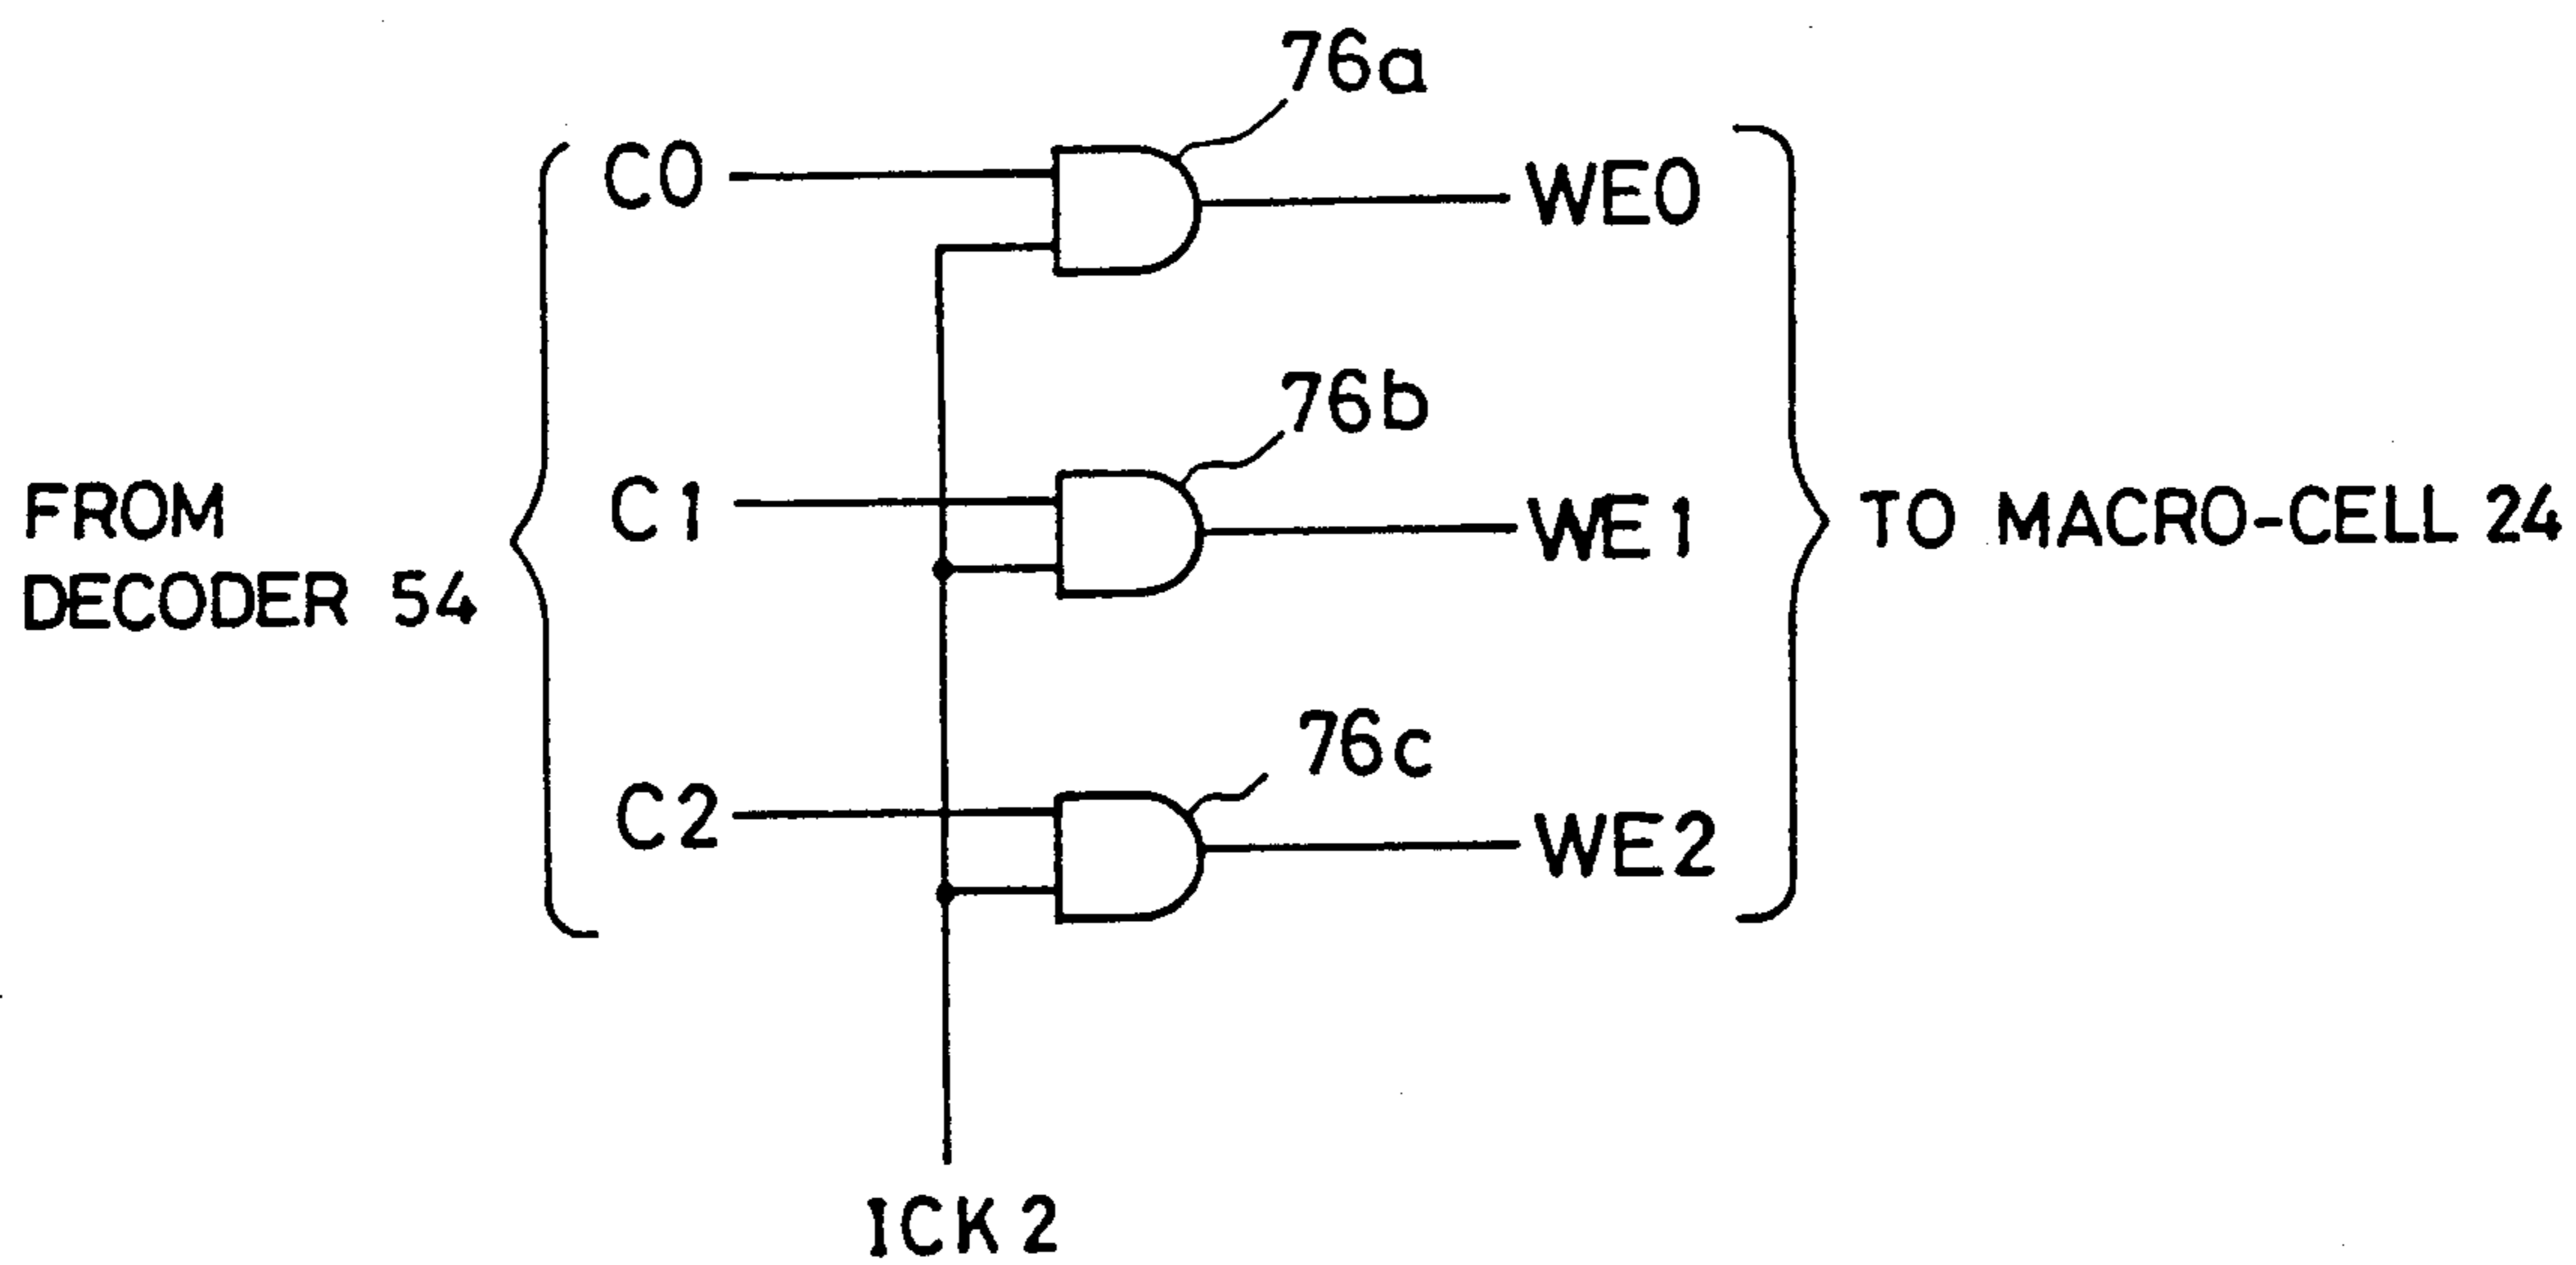 76a
C0
WE0
76b
FROM
DECODER 54
C1
WE1
TO MACRO-CELL 24
76c
C2
WE2
ICK2